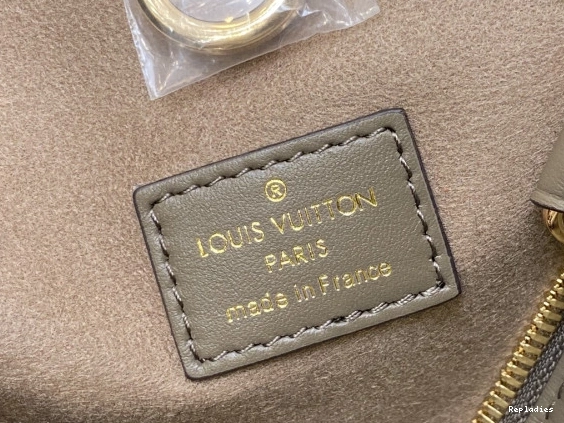 ®
LOUIS VUITTON
PARIS
made in France
Repladies